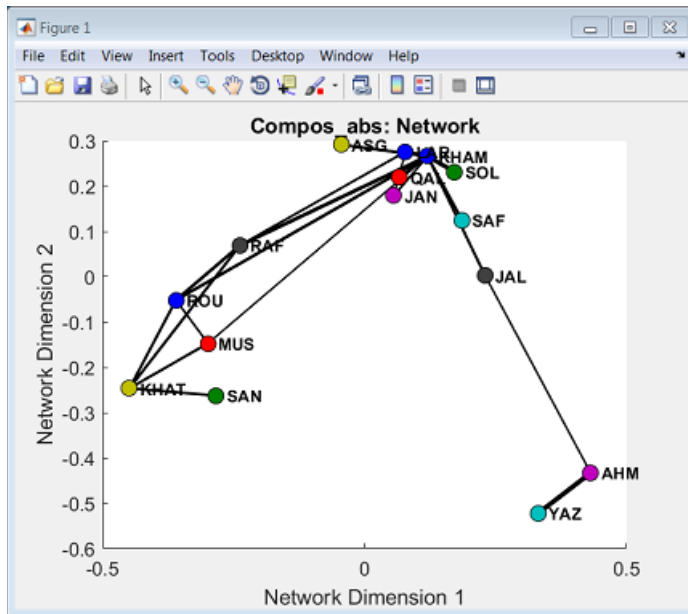 Figure 1
File Edit View Insert Tools Desktop Window Help
Compos_abs: Network
0.3
0.2
0.1
0
-0.1
-0.2
-0.3
-0.4
-0.5
-0.6
Network Dimension 2
ASG
KHAM
QAL
SOL
JAN
SAF
RAF
JAL
ROU
MUS
KHAT
SAN
AHM
YAZ
-0.5 0 0.5
Network Dimension 1